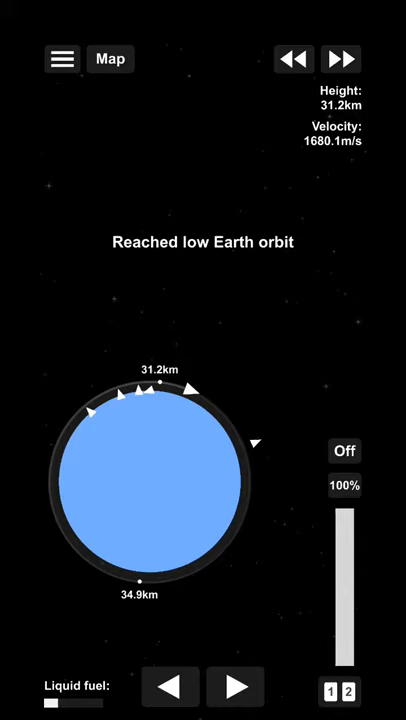 Map
Height:
31.2km
Velocity:
1680.1m/s
Reached low Earth orbit
31.2km
34.9km
Off
100%
Liquid fuel:
1 2